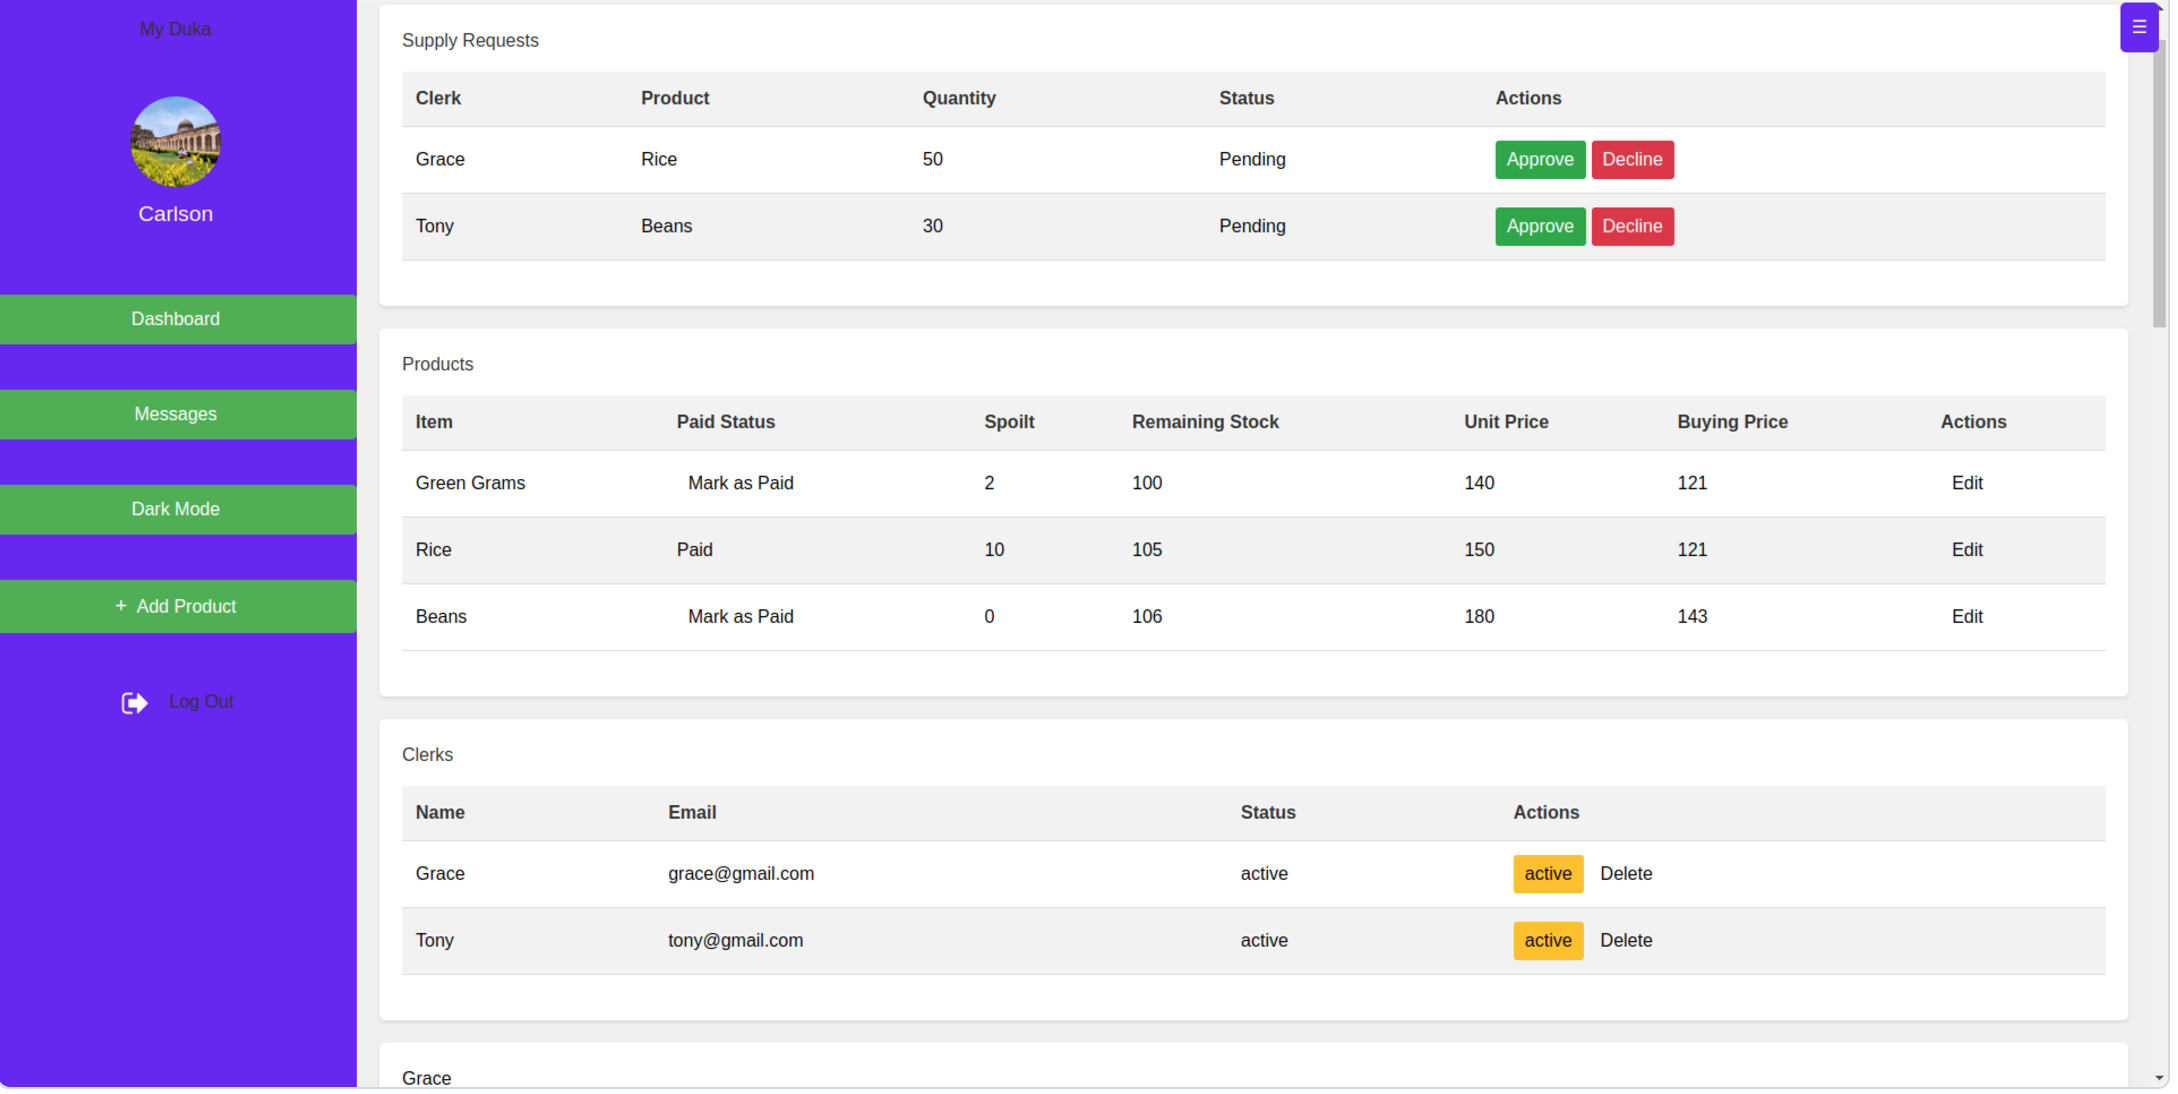 My Duka
Carlson
Dashboard
Messages
Dark Mode
+ Add Product
Log Out
☰
Supply Requests
Clerk Product Quantity Status Actions
Grace Rice 50 Pending Approve Decline
Tony Beans 30 Pending Approve Decline
Products
Item Paid Status Spoilt Remaining Stock Unit Price Buying Price Actions
Green Grams Mark as Paid 2 100 140 121 Edit
Rice Paid 10 105 150 121 Edit
Beans Mark as Paid 0 106 180 143 Edit
Clerks
Name Email Status Actions
Grace grace@gmail.com active active Delete
Tony tony@gmail.com active active Delete
Grace